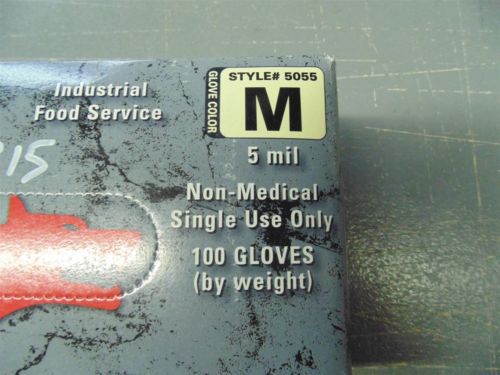 Industrial
Food Service
GLOVE COLOR
STYLE# 5055
M
5 mil
Non-Medical
Single Use Only
100 GLOVES
(by weight)